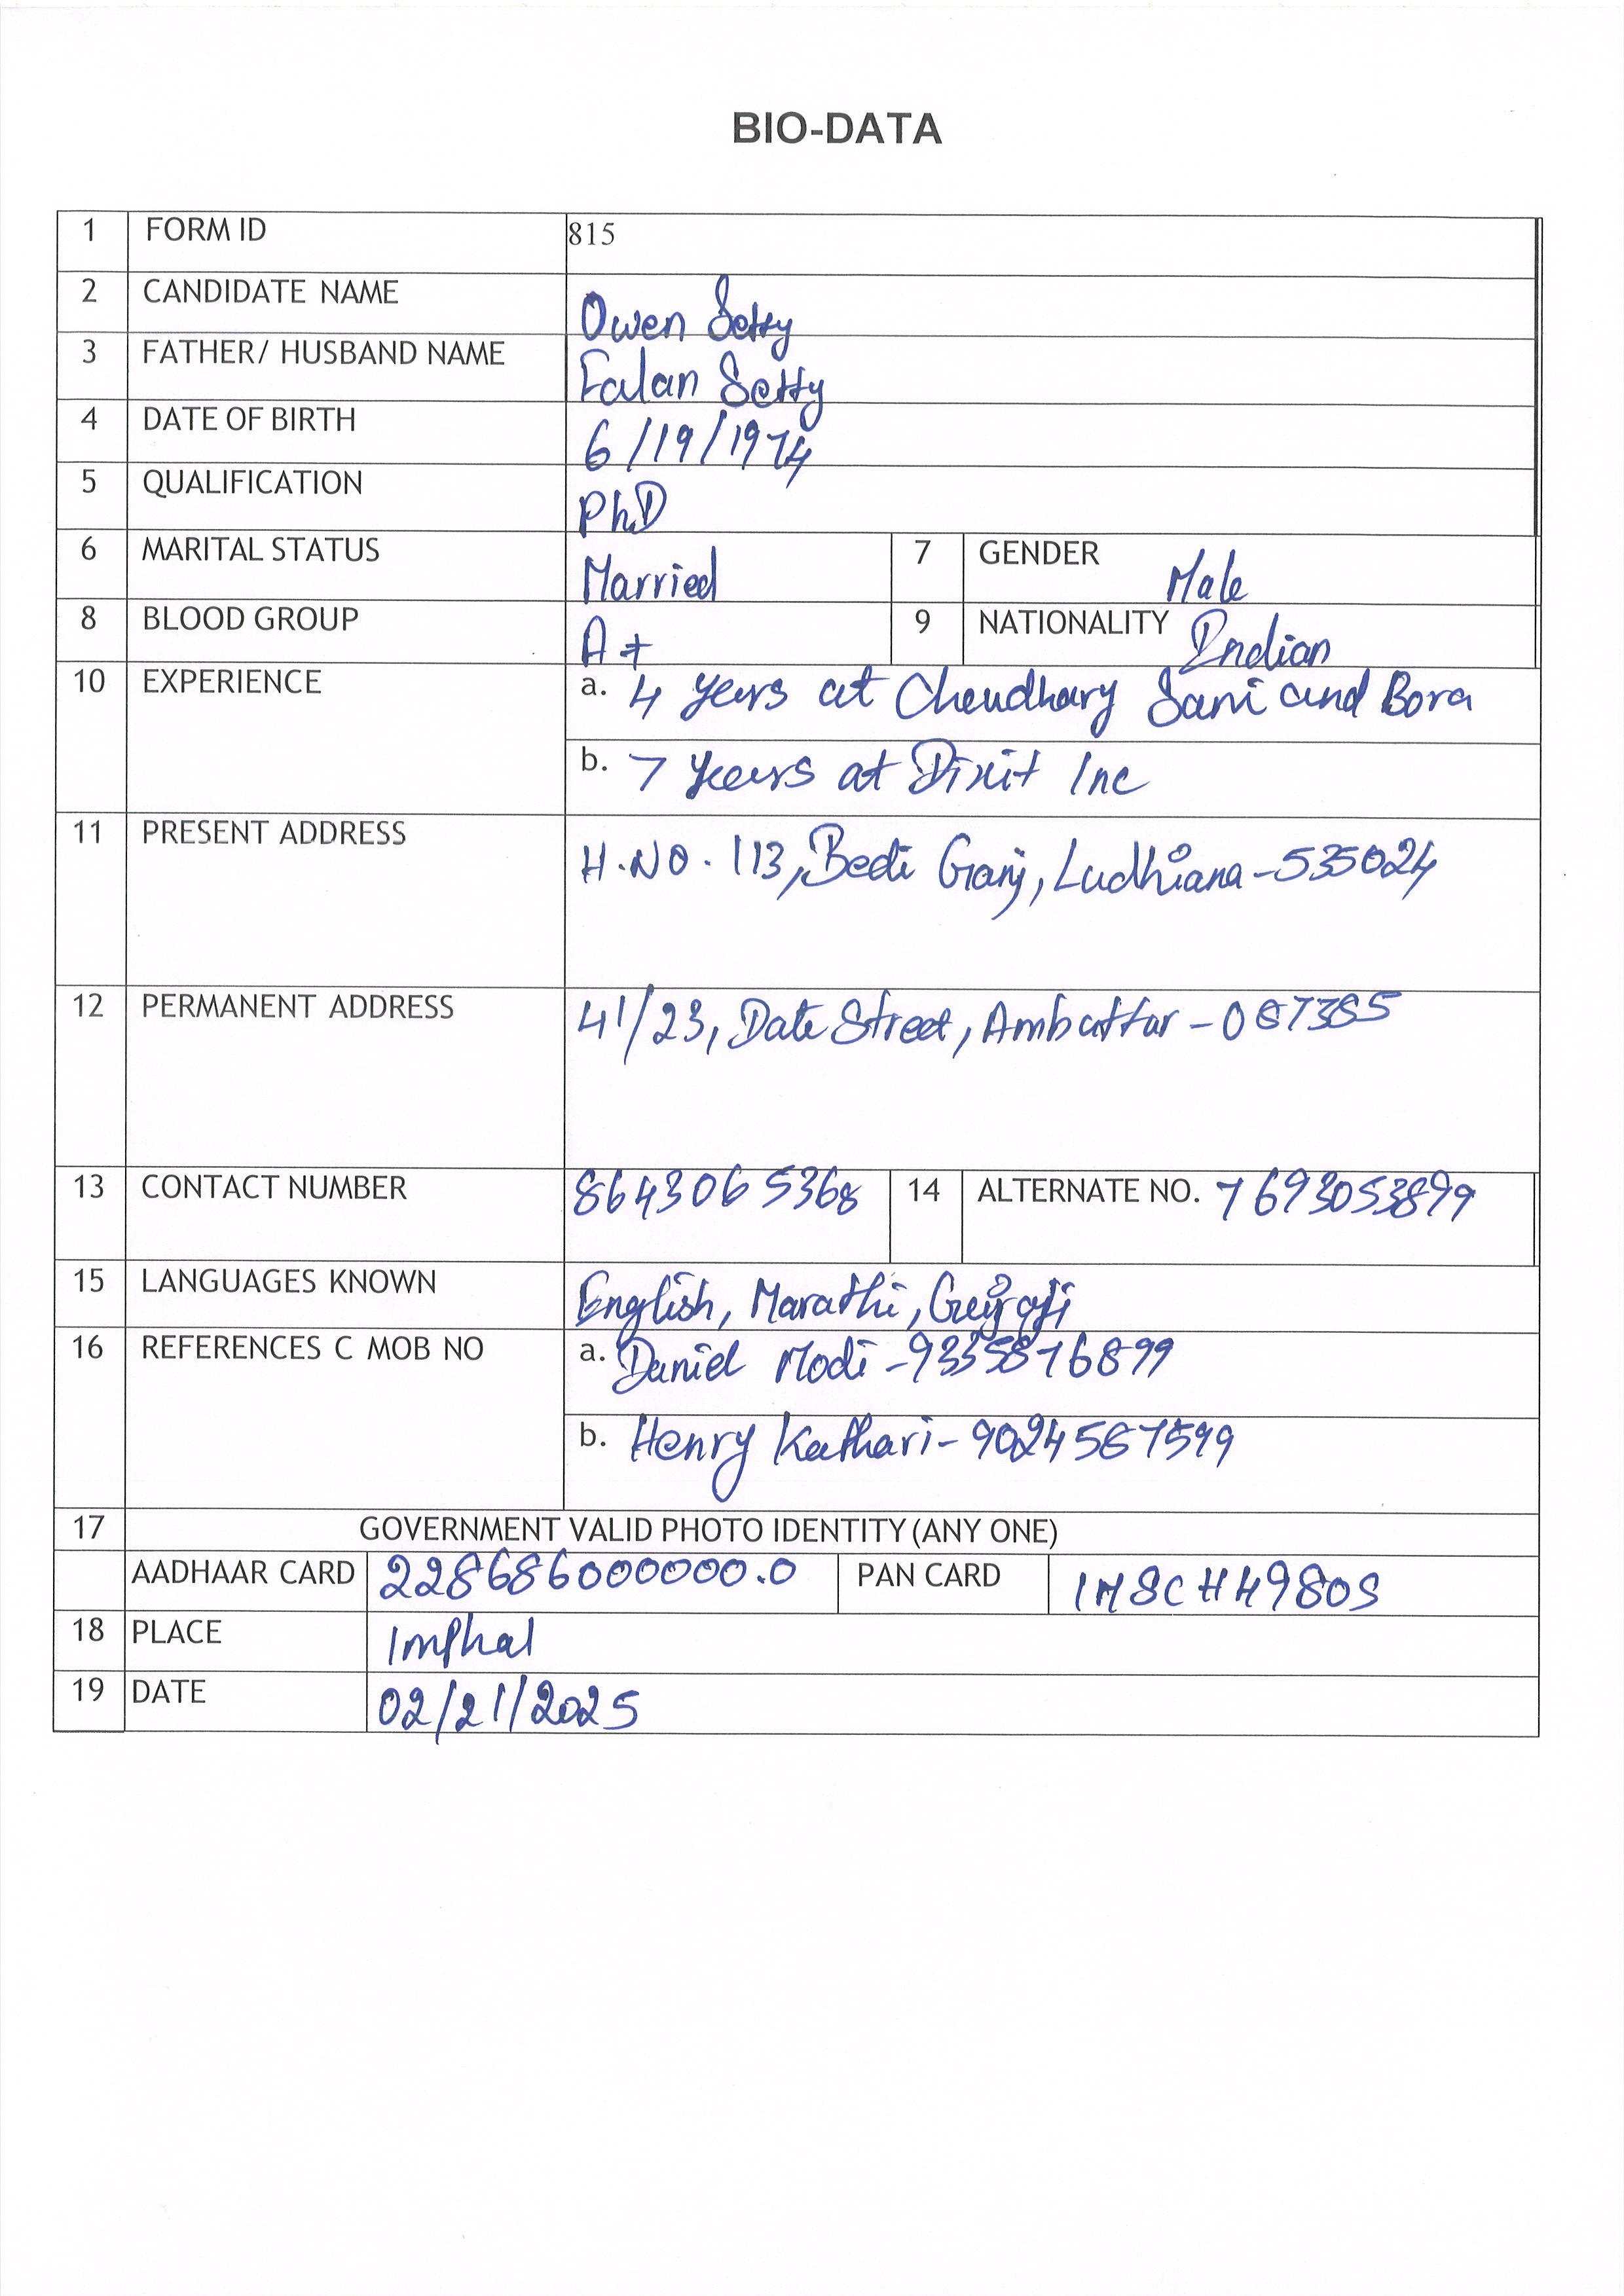 BIO-DATA
1 FORM ID 815
2 CANDIDATE NAME Owen Setty
3 FATHER/ HUSBAND NAME Falan Setty
4 DATE OF BIRTH 6/19/1974
5 QUALIFICATION PhD
6 MARITAL STATUS Married 7 GENDER Male
8 BLOOD GROUP A+ 9 NATIONALITY Indian
10 EXPERIENCE a. 4 years at Choudhary Sani and Bora
b. 7 years at Dixit Inc
11 PRESENT ADDRESS H.NO. 113, Bedi Ganj, Ludhiana-535024
12 PERMANENT ADDRESS 41/23, Date Street, Ambattur-087385
13 CONTACT NUMBER 8643065368 14 ALTERNATE NO. 7693053899
15 LANGUAGES KNOWN English, Marathi,
16 REFERENCES C MOB NO a. Daniel Modi-9335876899
b. Henry Kothari-9024567599
17 GOVERNMENT VALID PHOTO IDENTITY (ANY ONE)
AADHAAR CARD 228686000000.0 PAN CARD IMSCH4980S
18 PLACE Imphal
19 DATE 02/21/2025